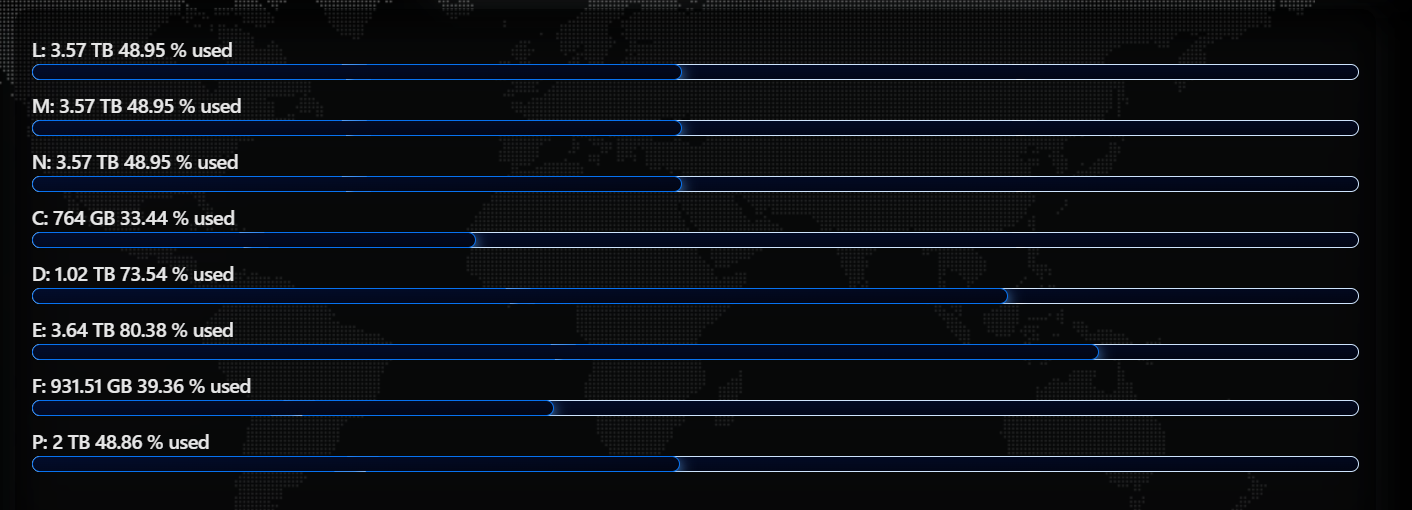 L: 3.57 TB 48.95 % used
M: 3.57 TB 48.95 % used
N: 3.57 TB 48.95 % used
C: 764 GB 33.44 % used
D: 1.02 TB 73.54 % used
E: 3.64 TB 80.38 % used
F: 931.51 GB 39.36 % used
P: 2 TB 48.86 % used